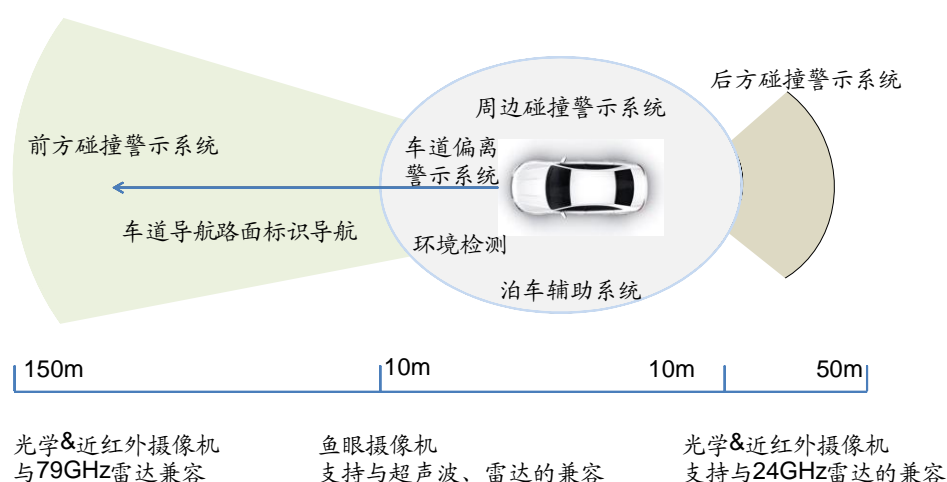 后方碰撞警示系统
周边碰撞警示系统
前方碰撞警示系统
车道偏离
警示系统
车道导航路面标识导航
环境检测
泊车辅助系统
150m
10m
10m
50m
光学&近红外摄像机
与79GHz雷达兼容
鱼眼摄像机
支持与超声波、雷达的兼容
光学&近红外摄像机
支持与24GHz雷达的兼容